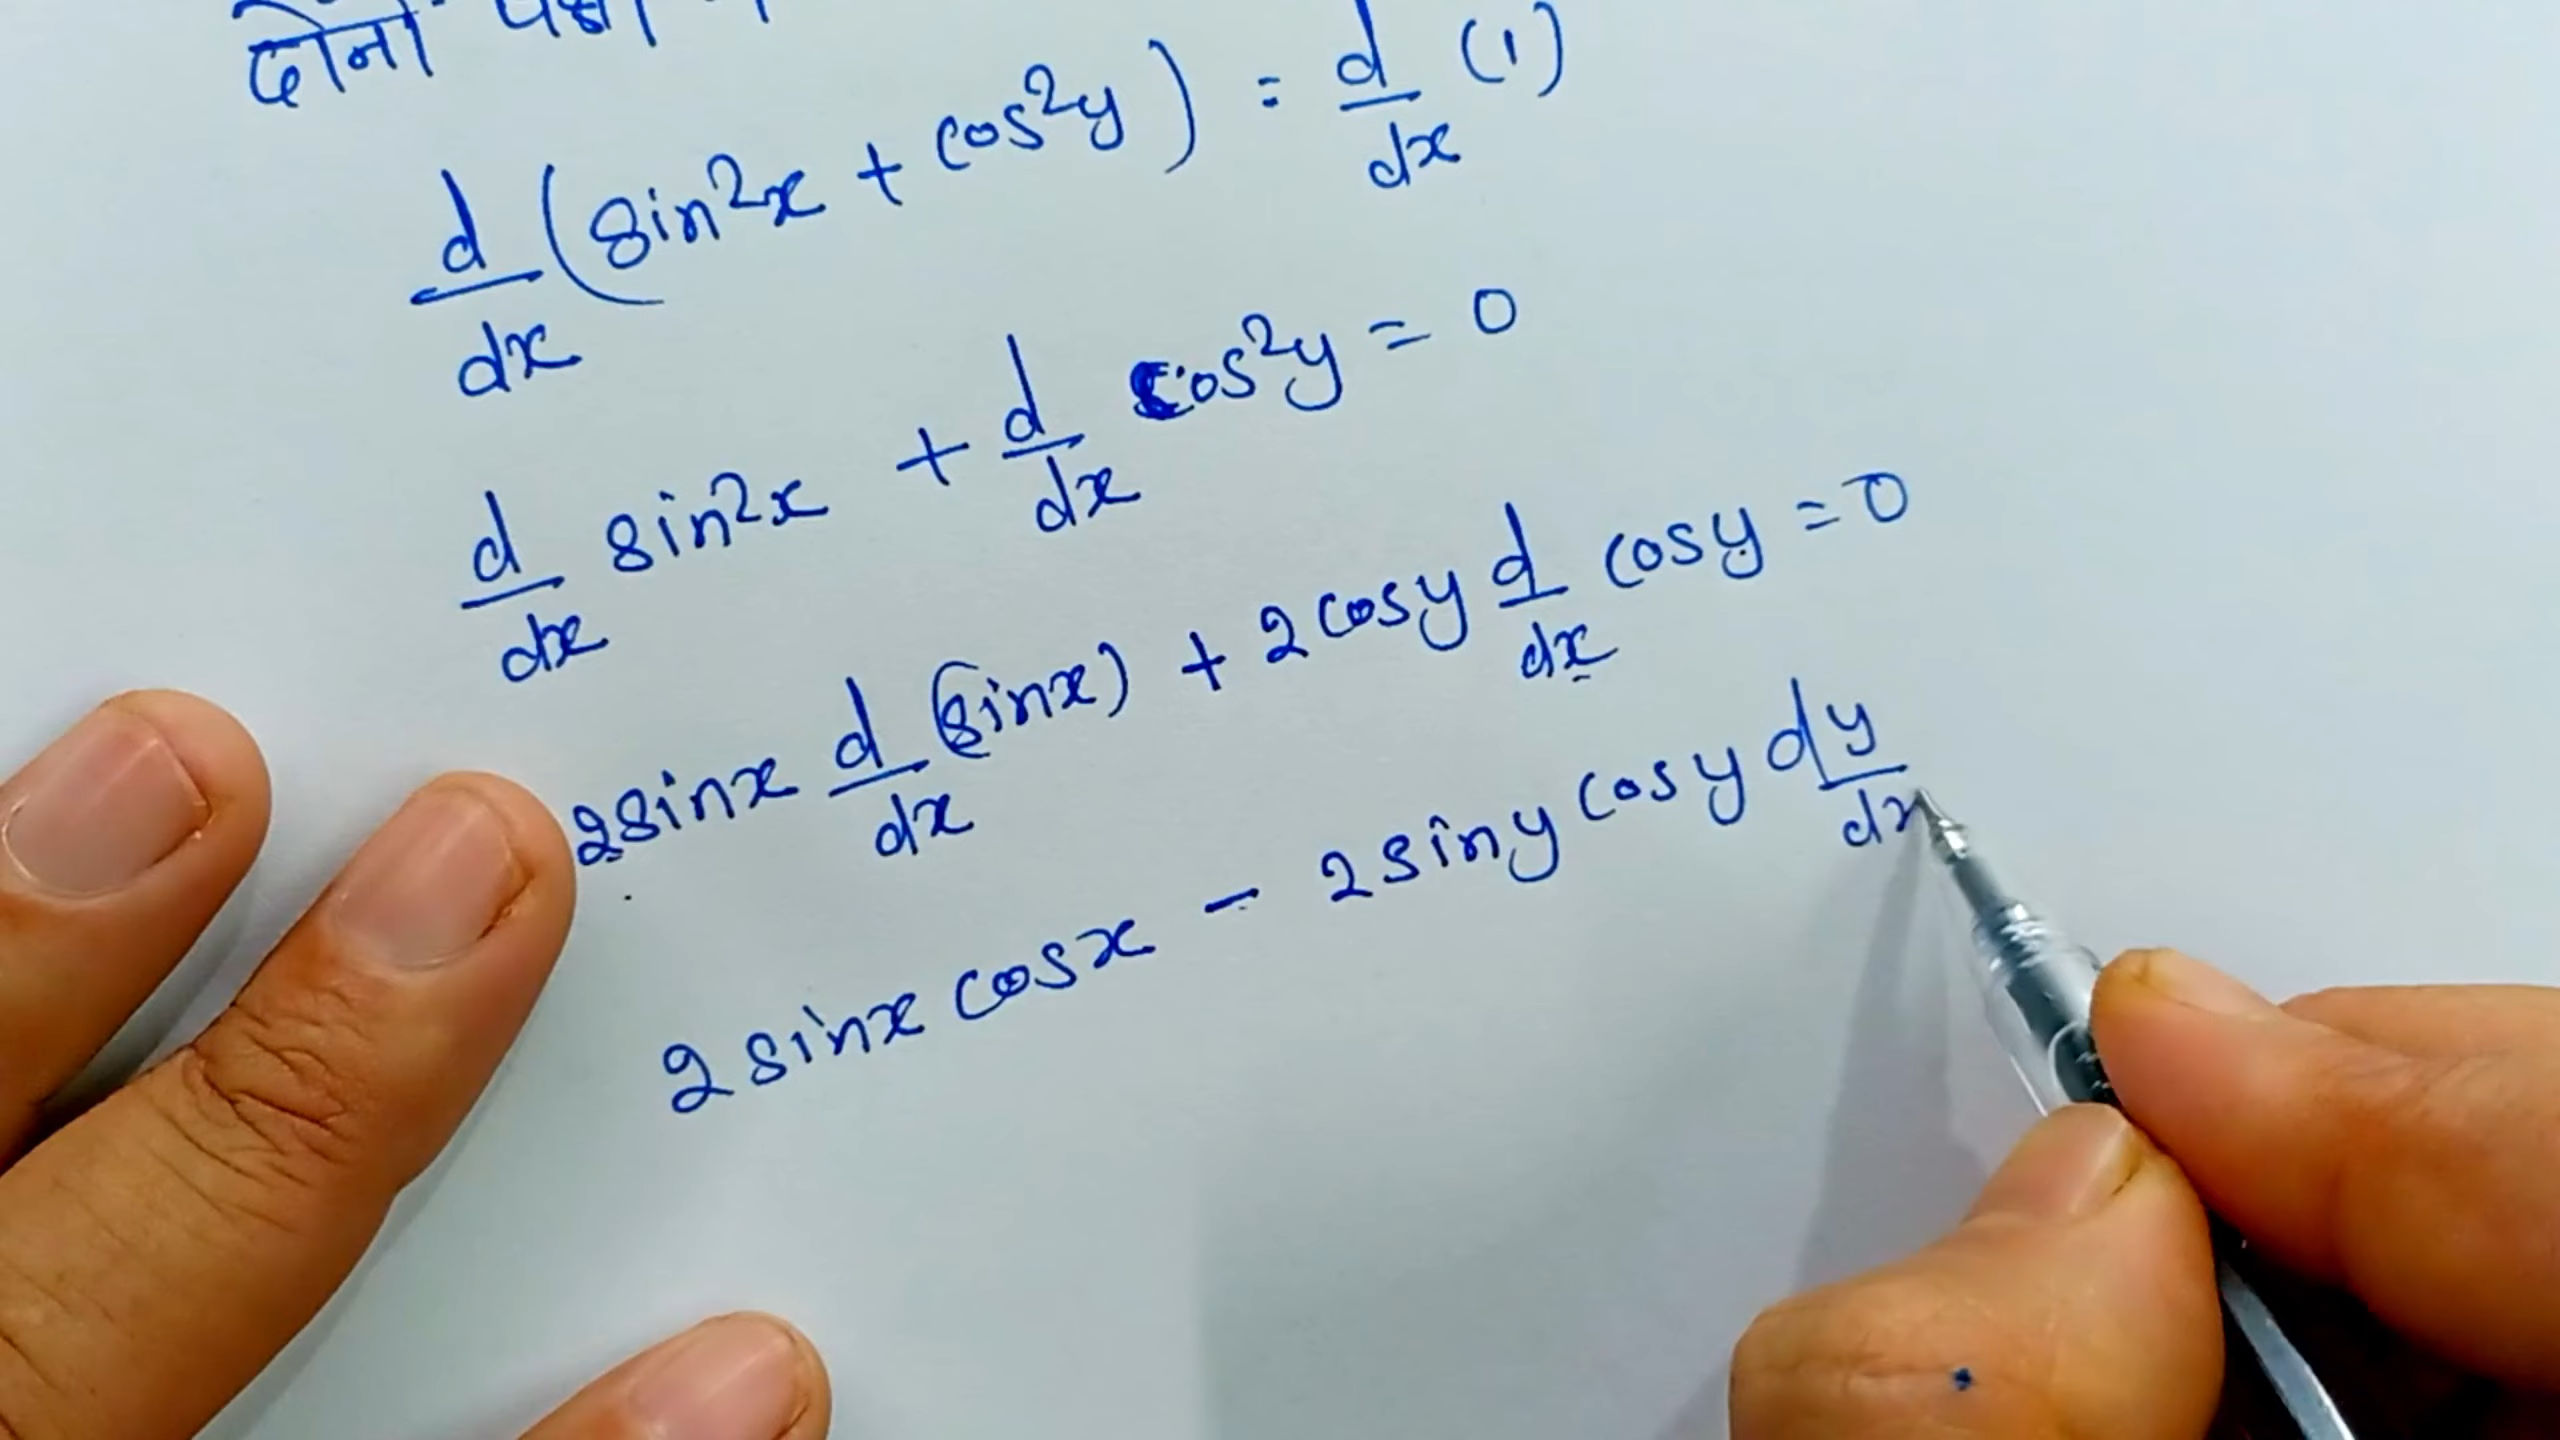 दोनो
d/dx (sin²x + cos²y) = d/dx (1)
d/dx sin²x + d/dx cos²y = 0
2sinx d/dx (sinx) + 2cosy d/dx cosy = 0
2sinx cosx - 2siny cosy dy/dx